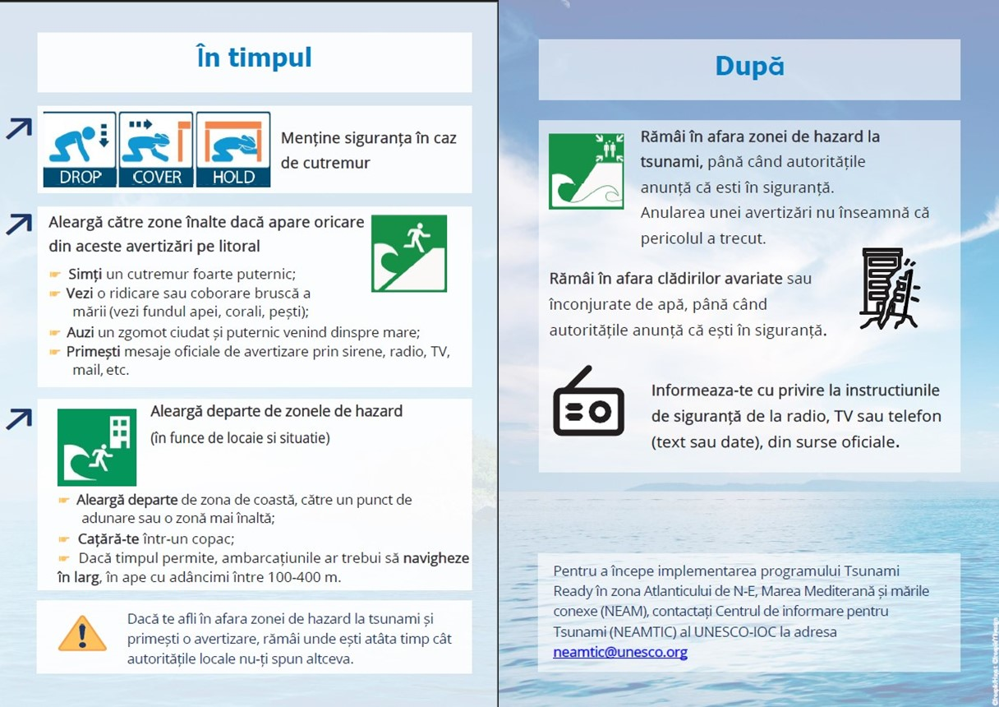 În timpul
DROP
COVER
HOLD
Menține siguranța în caz
de cutremur
Aleargă către zone înalte dacă apare oricare
din aceste avertizări pe litoral
Simți un cutremur foarte puternic;
Vezi o ridicare sau coborare bruscă a
mării (vezi fundul apei, corali, pești);
Auzi un zgomot ciudat și puternic venind dinspre mare;
Primești mesaje oficiale de avertizare prin sirene, radio, TV,
mail, etc.
Aleargă departe de zonele de hazard
(în funce de locaie si situatie)
Aleargă departe de zona de coastă, către un punct de
adunare sau o zonă mai înaltă;
Cațără-te într-un copac;
Dacă timpul permite, ambarcațiunile ar trebui să navigheze
în larg, în ape cu adâncimi între 100-400 m.
Dacă te afli în afara zonei de hazard la tsunami și
primești o avertizare, rămâi unde ești atâta timp cât
autoritățile locale nu-ți spun altceva.
După
Rămâi în afara zonei de hazard la
tsunami, până când autoritățile
anunță că esti în siguranță.
Anularea unei avertizări nu înseamnă că
pericolul a trecut.
Rămâi în afara clădirilor avariate sau
înconjurate de apă, până când
autoritățile anunță că ești în siguranță.
Informeaza-te cu privire la instructiunile
de siguranță de la radio, TV sau telefon
(text sau date), din surse oficiale.
Pentru a începe implementarea programului Tsunami
Ready în zona Atlanticului de N-E, Marea Mediterană și mările
conexe (NEAM), contactați Centrul de informare pentru
Tsunami (NEAMTIC) al UNESCO-IOC la adresa
neamtic@unesco.org